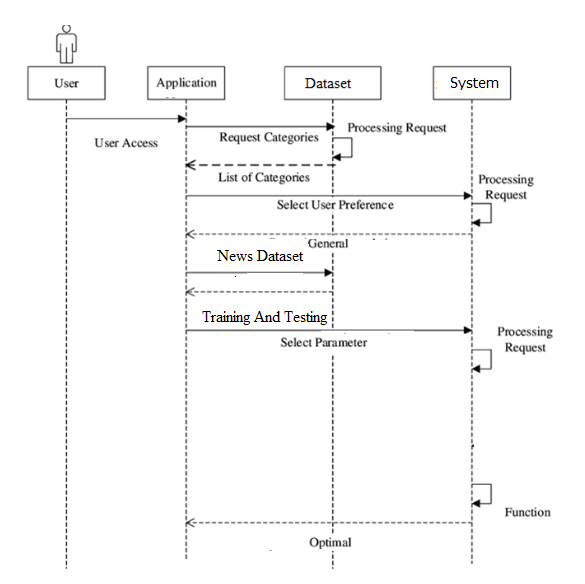 User
Application
Dataset
System
User Access
Request Categories
Processing Request
List of Categories
Select User Preference
Processing
Request
General
News Dataset
Training And Testing
Select Parameter
Processing
Request
Function
Optimal